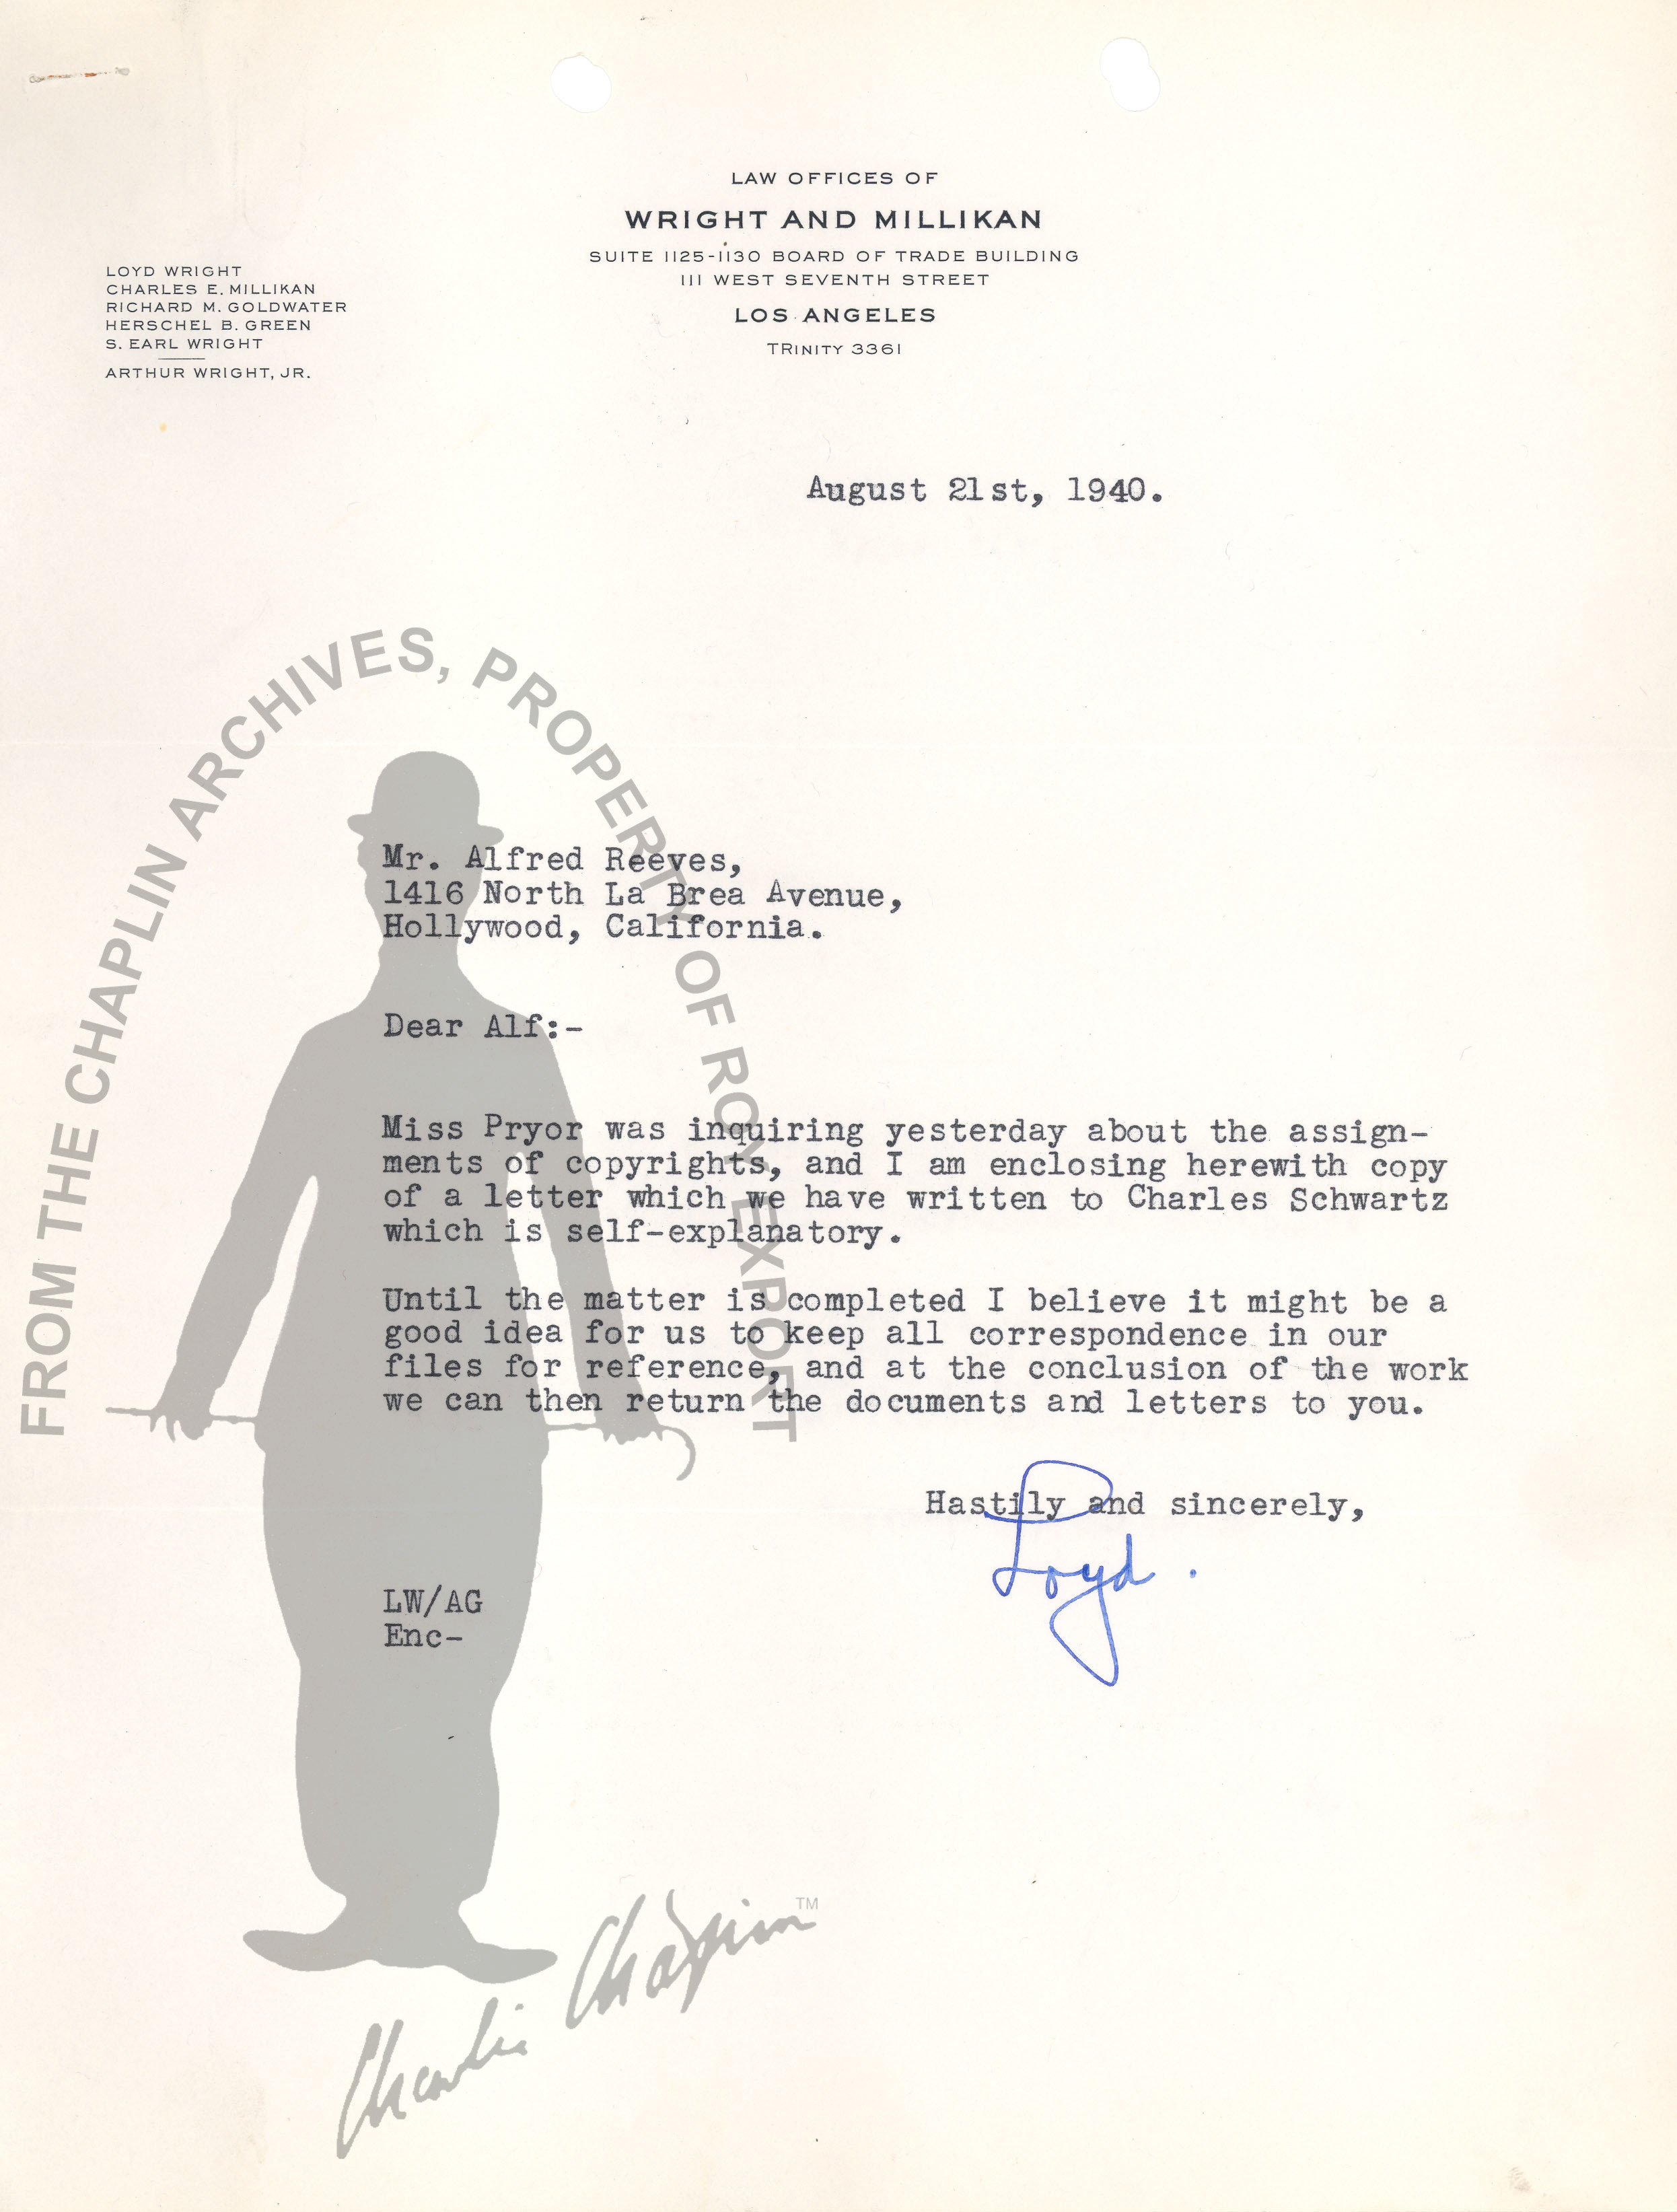 LAW OFFICES OF
WRIGHT AND MILLIKAN
SUITE 1125-1130 BOARD OF TRADE BUILDING
111 WEST SEVENTH STREET
LOS ANGELES
TRINITY 3361
LOYD WRIGHT
CHARLES E. MILLIKAN
RICHARD M. GOLDWATER
HERSCHEL B. GREEN
S. EARL WRIGHT
ARTHUR WRIGHT, JR.
August 21st, 1940.
FROM THE CHAPLIN ARCHIVES, PROPERTY OF ROY EXPORT
Mr. Alfred Reeves,
1416 North La Brea Avenue,
Hollywood, California.
Dear Alf:-
Miss Pryor was inquiring yesterday about the assign-
ments of copyrights, and I am enclosing herewith copy
of a letter which we have written to Charles Schwartz
which is self-explanatory.
Until the matter is completed I believe it might be a
good idea for us to keep all correspondence in our
files for reference, and at the conclusion of the work
we can then return the documents and letters to you.
Hastily and sincerely,
Loyd.
LW/AG
Enc-
Charlie Chaplin TM